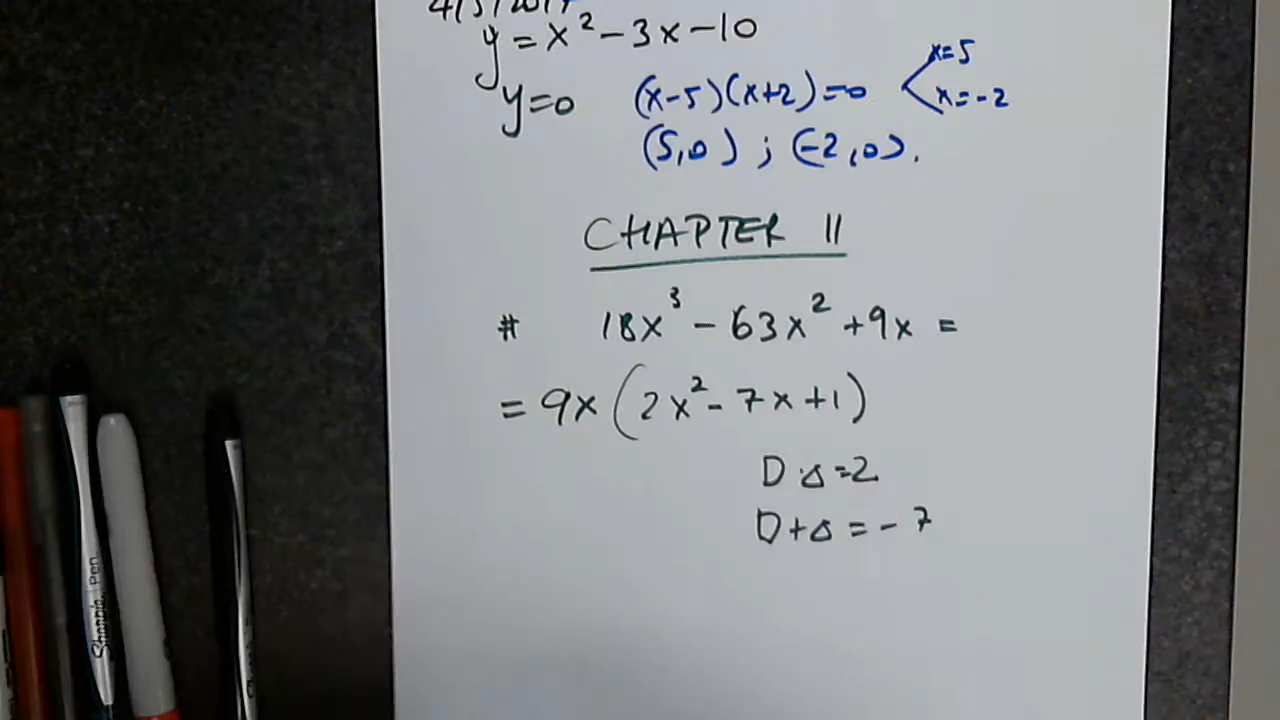 y = x² - 3x - 10
y = 0 (x-5)(x+2) = 0 x = 5
x = -2
(5,0) ; (-2,0).
CHAPTER 11
# 18x³ - 63x² + 9x =
= 9x (2x² - 7x + 1)
□ · △ = 2
□ + △ = - 7
Sharpie Pen